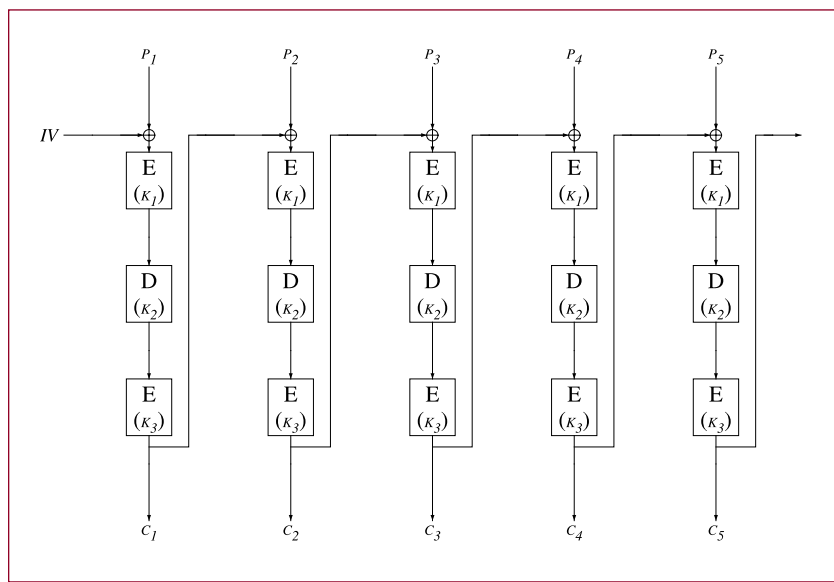 P1 P2 P3 P4 P5
IV
E E E E E
(K1) (K1) (K1) (K1) (K1)
D D D D D
(K2) (K2) (K2) (K2) (K2)
E E E E E
(K3) (K3) (K3) (K3) (K3)
C1 C2 C3 C4 C5